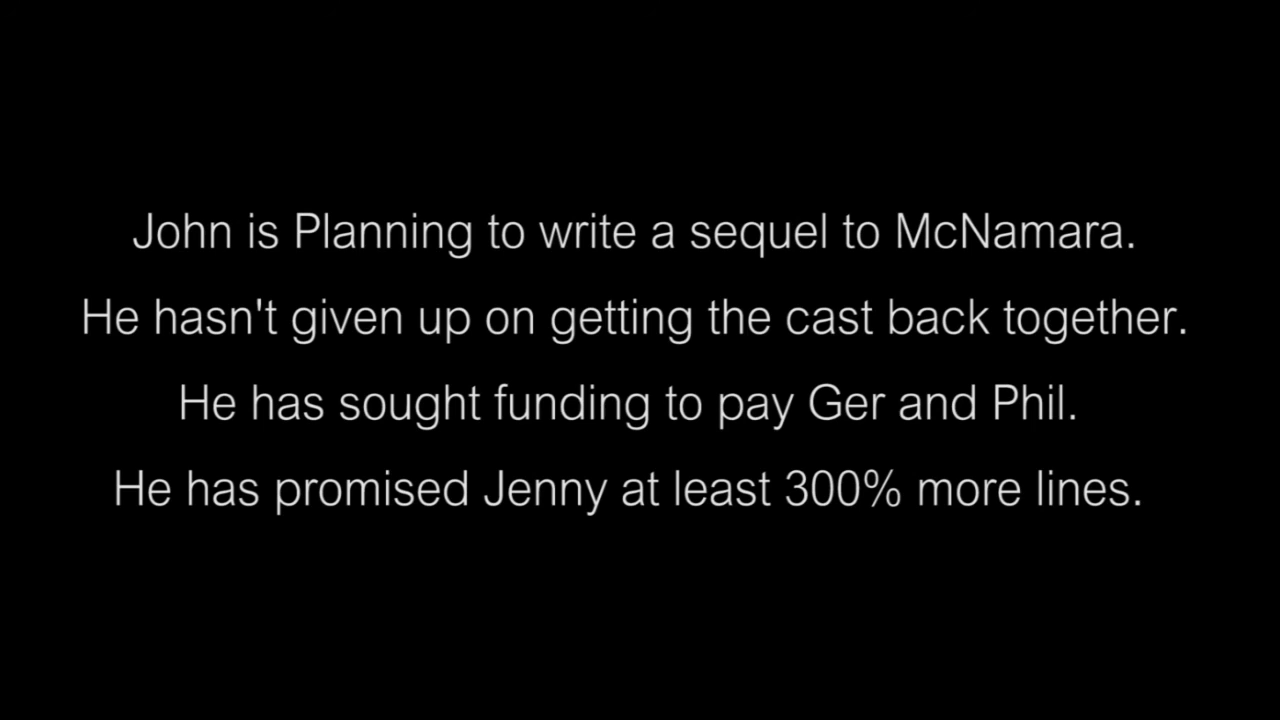 John is Planning to write a sequel to McNamara.
He hasn't given up on getting the cast back together.
He has sought funding to pay Ger and Phil.
He has promised Jenny at least 300% more lines.